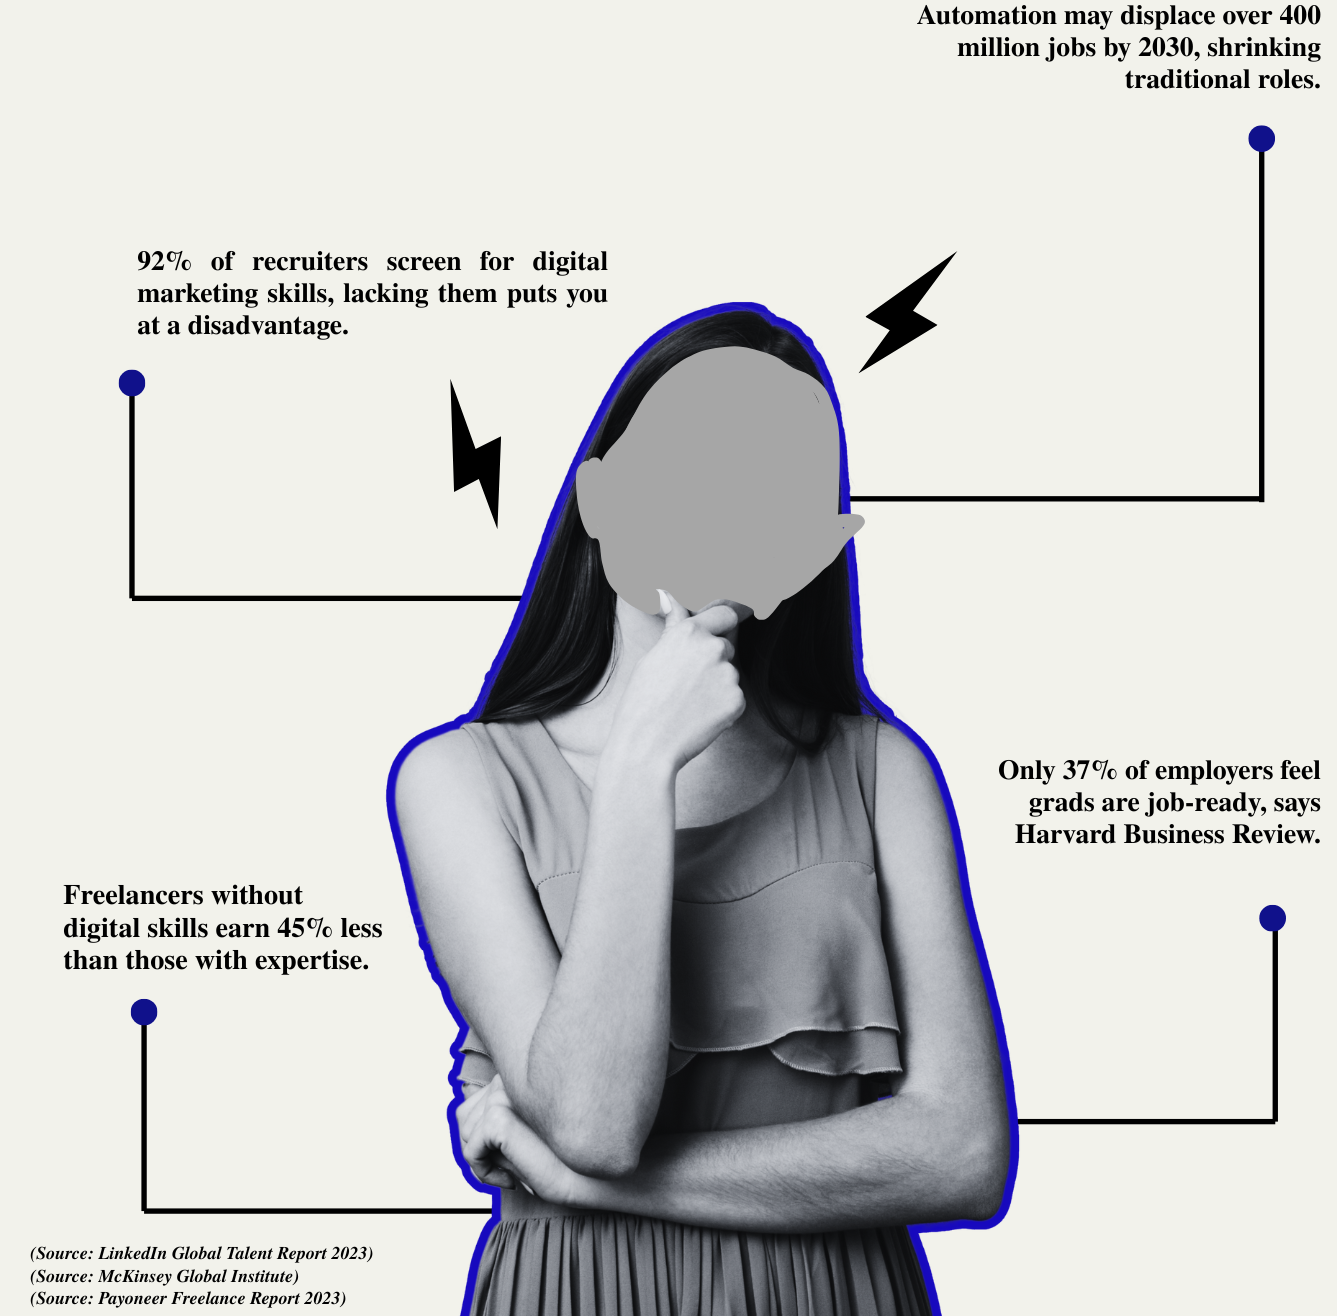 Automation may displace over 400
million jobs by 2030, shrinking
traditional roles.
92% of recruiters screen for digital
marketing skills, lacking them puts you
at a disadvantage.
Only 37% of employers feel
grads are job-ready, says
Harvard Business Review.
Freelancers without
digital skills earn 45% less
than those with expertise.
(Source: LinkedIn Global Talent Report 2023)
(Source: McKinsey Global Institute)
(Source: Payoneer Freelance Report 2023)